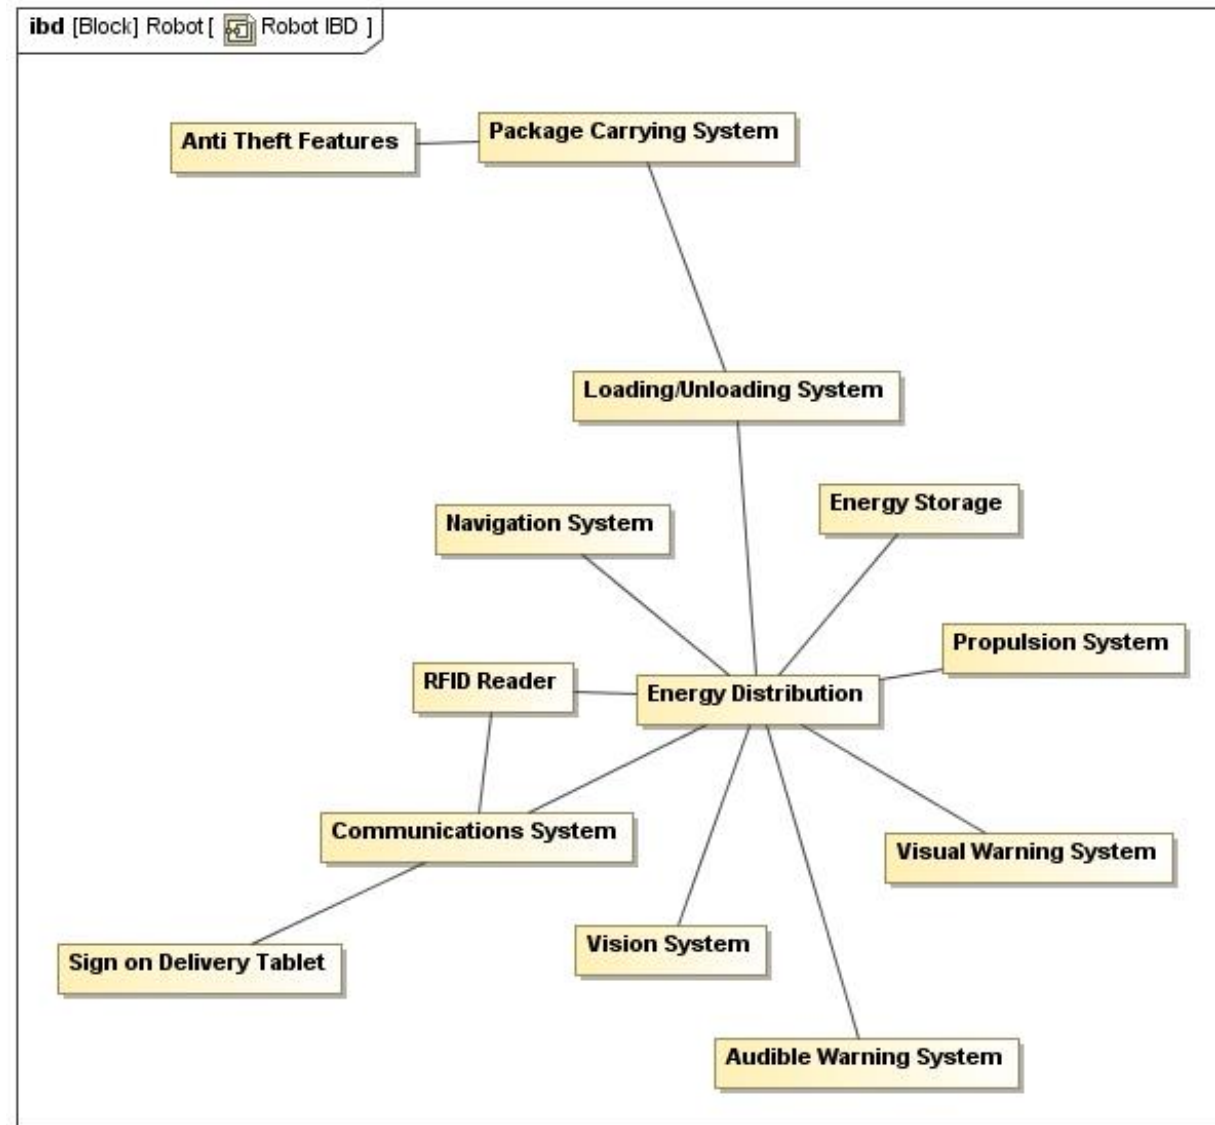 ibd [Block] Robot [ Robot IBD ]
Anti Theft Features
Package Carrying System
Loading/Unloading System
Navigation System
Energy Storage
Propulsion System
RFID Reader
Energy Distribution
Communications System
Visual Warning System
Vision System
Sign on Delivery Tablet
Audible Warning System